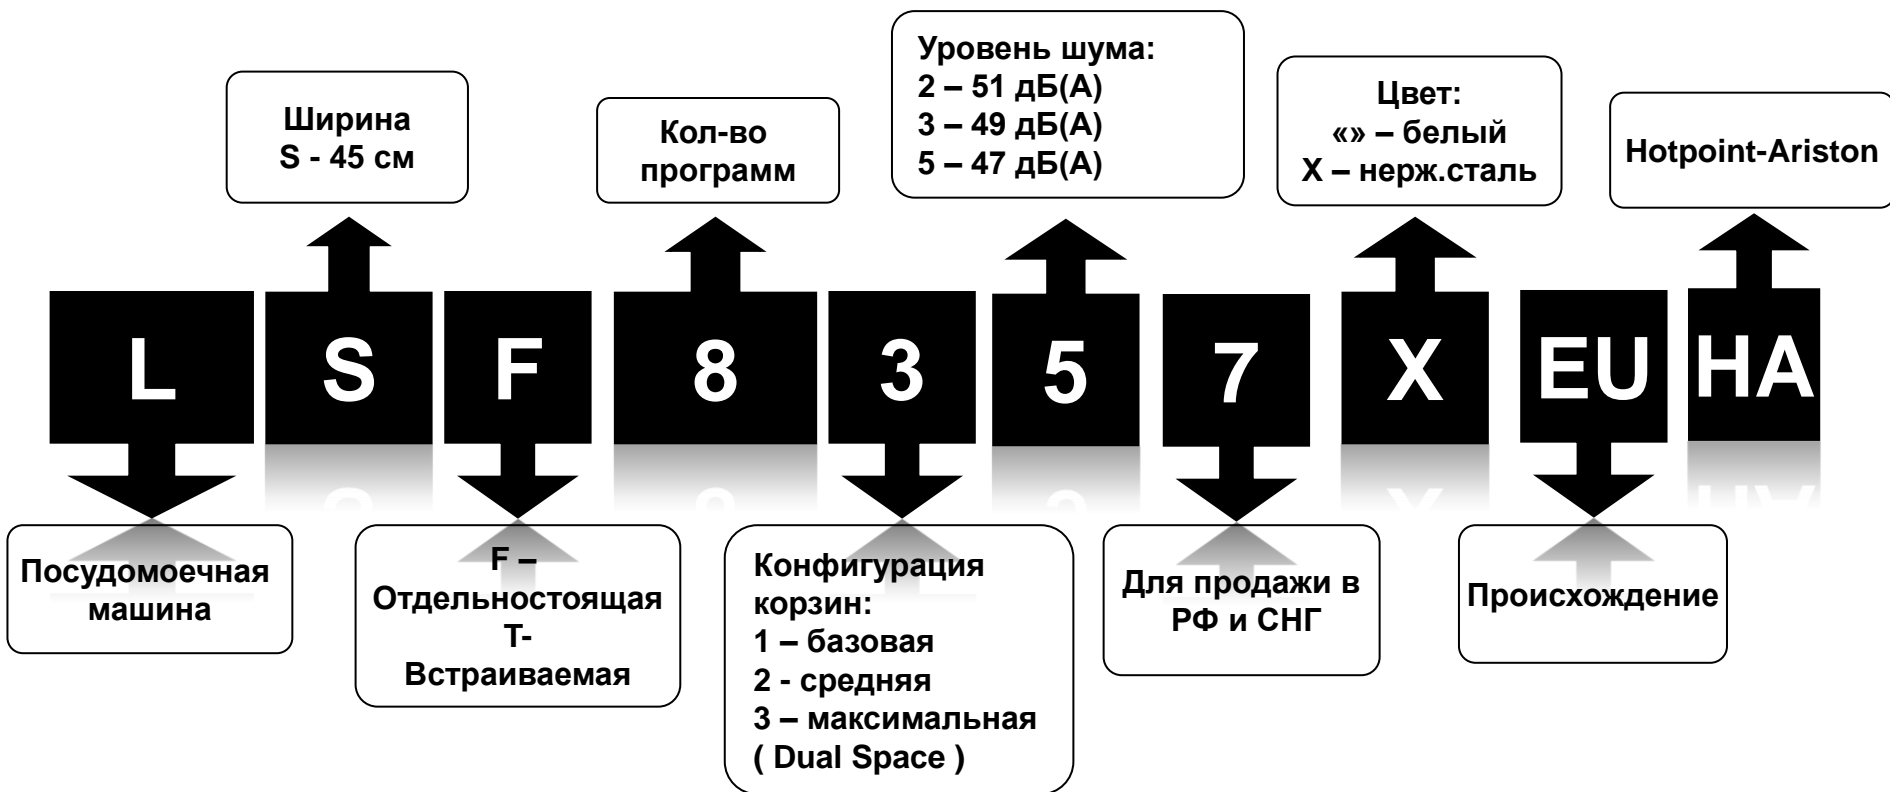 Ширина
S - 45 см
Кол-во
программ
Уровень шума:
2 – 51 дБ(А)
3 – 49 дБ(А)
5 – 47 дБ(А)
Цвет:
«» – белый
X – нерж.сталь
Hotpoint-Ariston
L S F 8 3 5 7 X EU HA
Посудомоечная
машина
F –
Отдельностоящая
T-
Встраиваемая
Конфигурация
корзин:
1 – базовая
2 - средняя
3 – максимальная
( Dual Space )
Для продажи в
РФ и СНГ
Происхождение